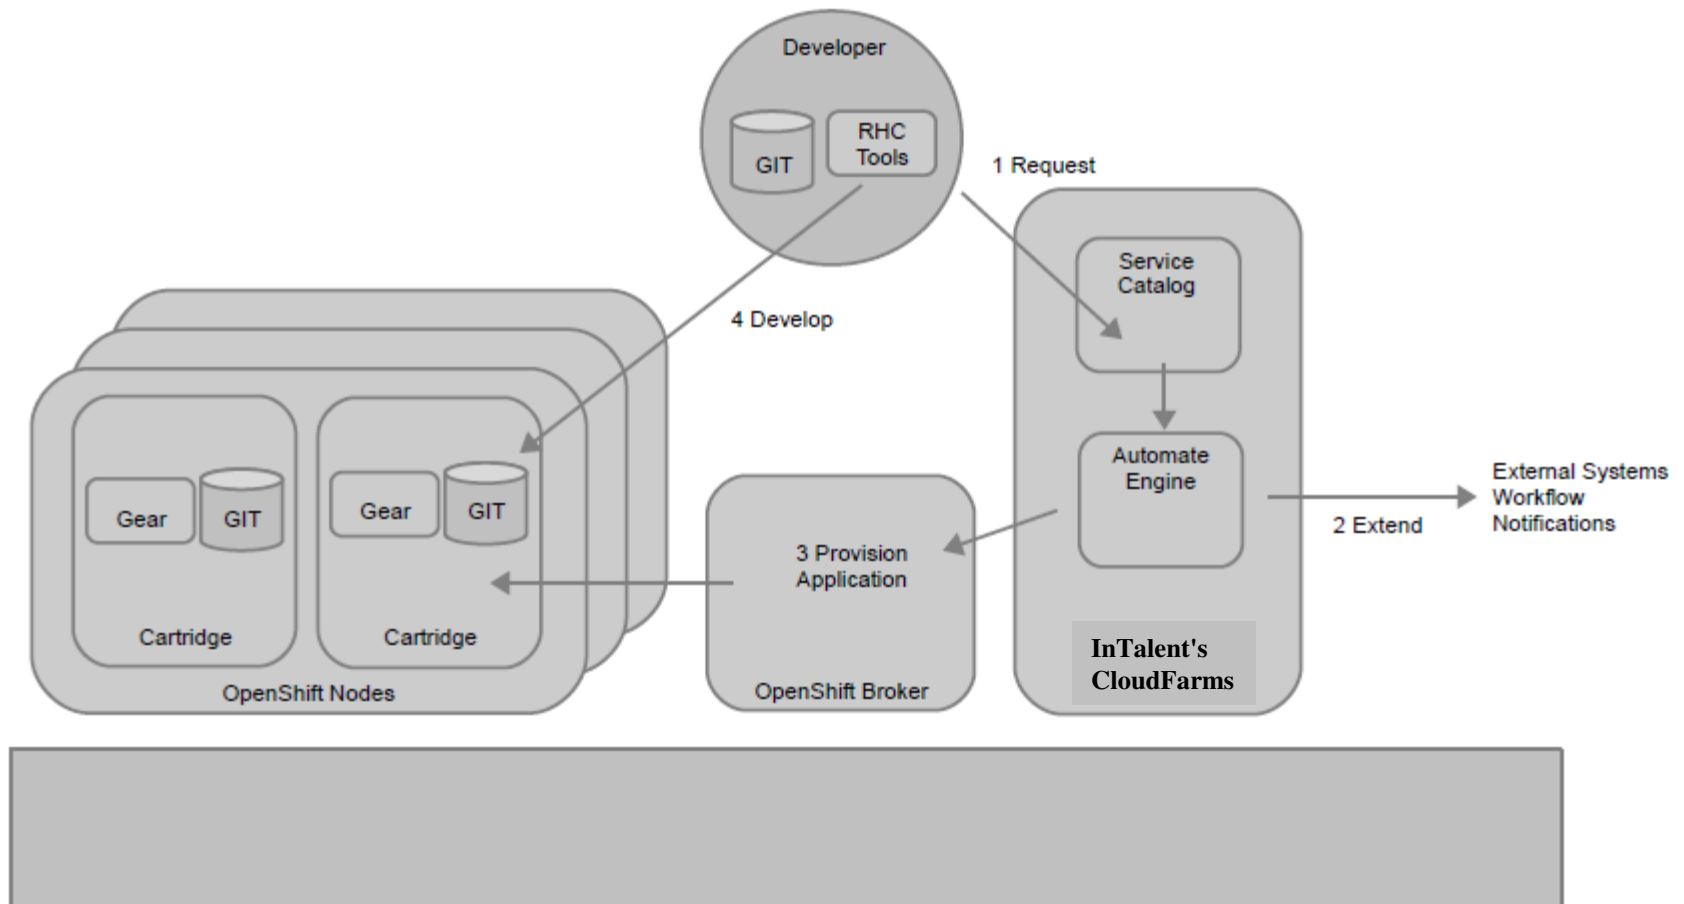 Developer
GIT
RHC
Tools
1 Request
Service
Catalog
4 Develop
Automate
Engine
External Systems
Workflow
Notifications
2 Extend
Gear
GIT
Gear
GIT
3 Provision
Application
Cartridge
Cartridge
InTalent's
CloudFarms
OpenShift Nodes
OpenShift Broker